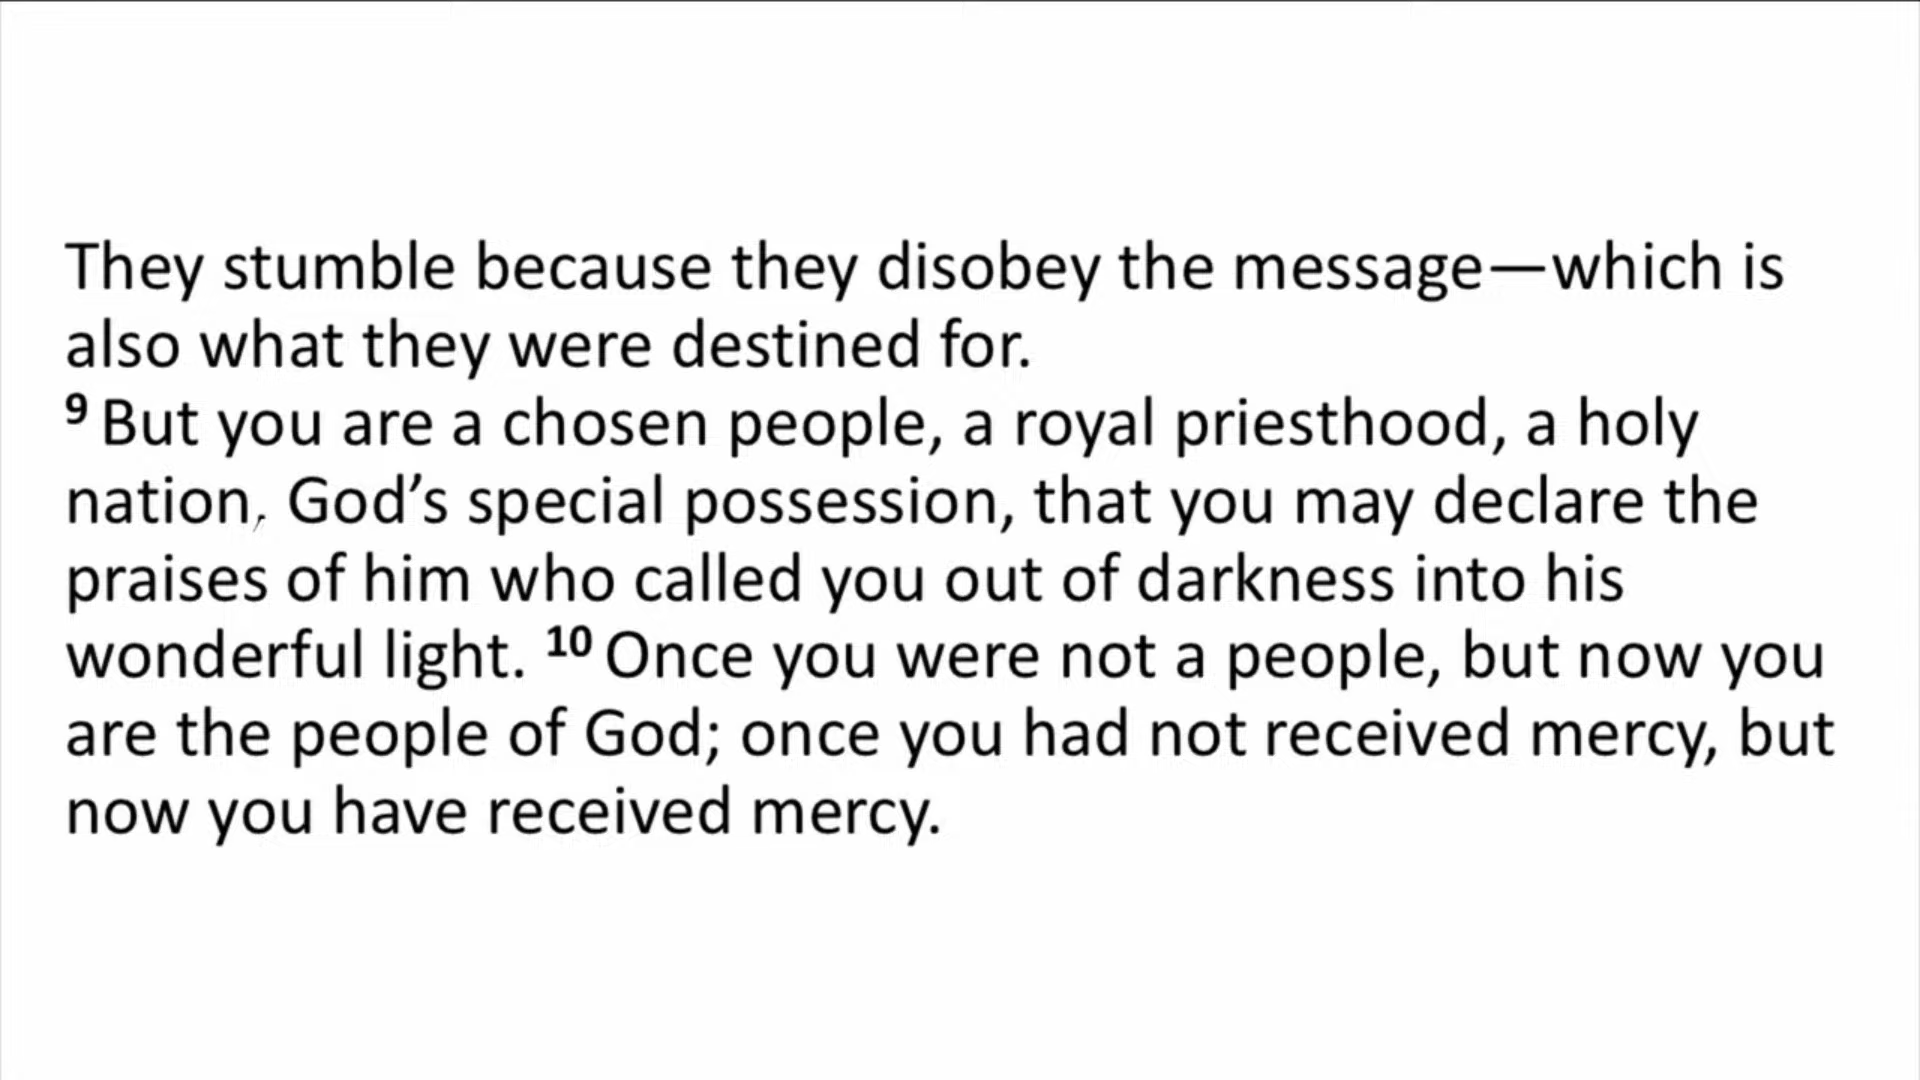 They stumble because they disobey the message—which is
also what they were destined for.
9 But you are a chosen people, a royal priesthood, a holy
nation, God’s special possession, that you may declare the
praises of him who called you out of darkness into his
wonderful light. 10 Once you were not a people, but now you
are the people of God; once you had not received mercy, but
now you have received mercy.